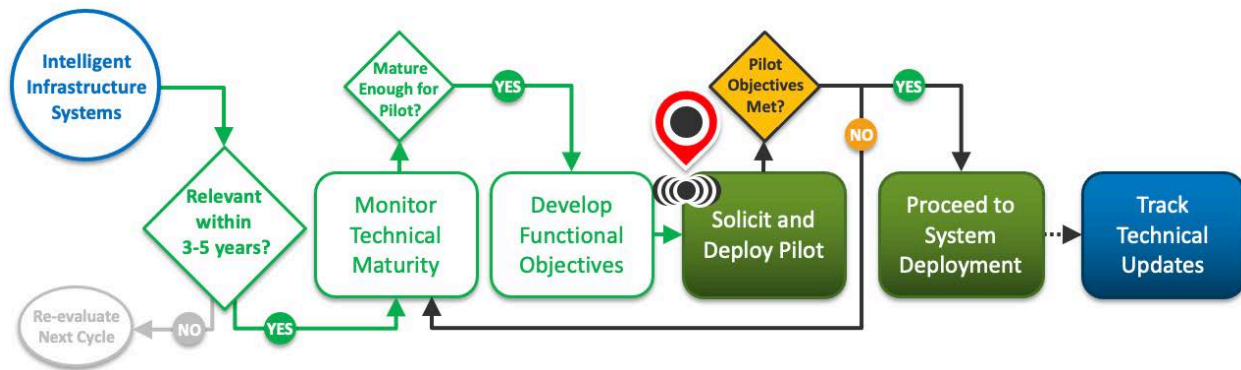 Intelligent
Infrastructure
Systems
Relevant
within
3-5 years?
NO
Re-evaluate
Next Cycle
YES
Monitor
Technical
Maturity
Mature
Enough for
Pilot?
YES
Develop
Functional
Objectives
Solicit and
Deploy Pilot
Pilot
Objectives
Met?
YES
NO
Proceed to
System
Deployment
Track
Technical
Updates